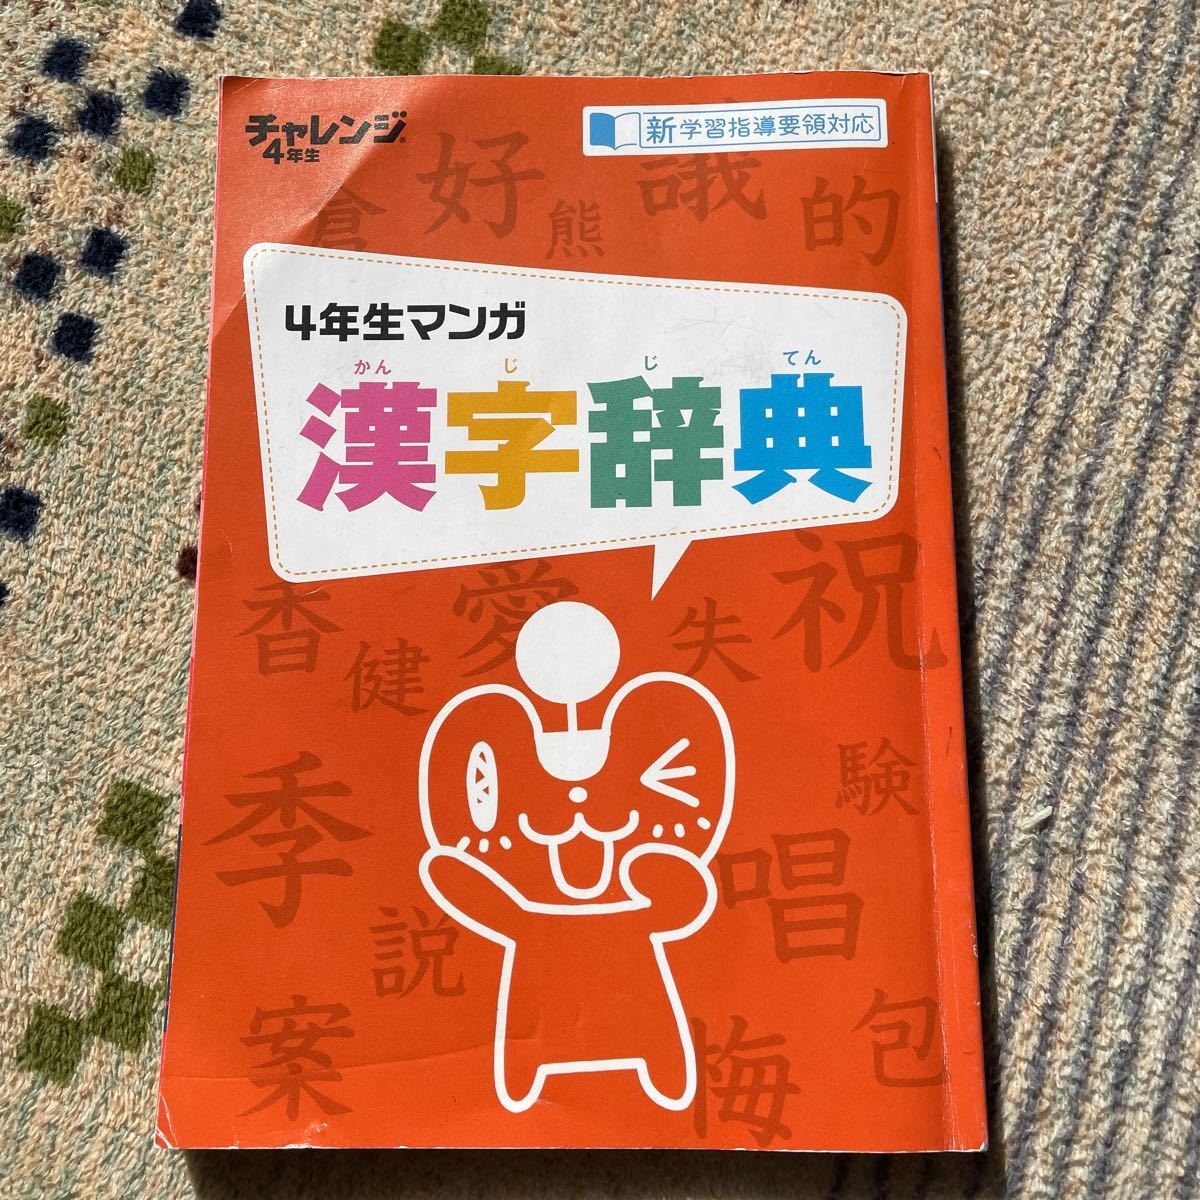 チャレンジ®
4年生
新学習指導要領対応
倉 好 熊 議 的
4年生マンガ
かん じ じ てん
漢字辞典
香 健 愛 失 祝
季 説 唱 験
案 梅 包